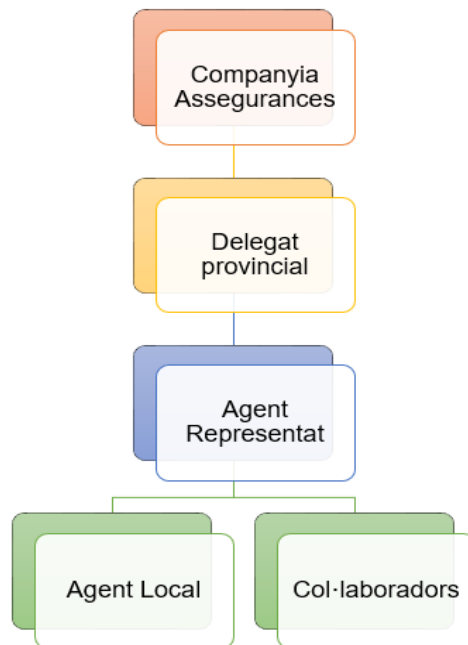 Companyia
Assegurances
Delegat
provincial
Agent
Representat
Agent Local
Col·laboradors